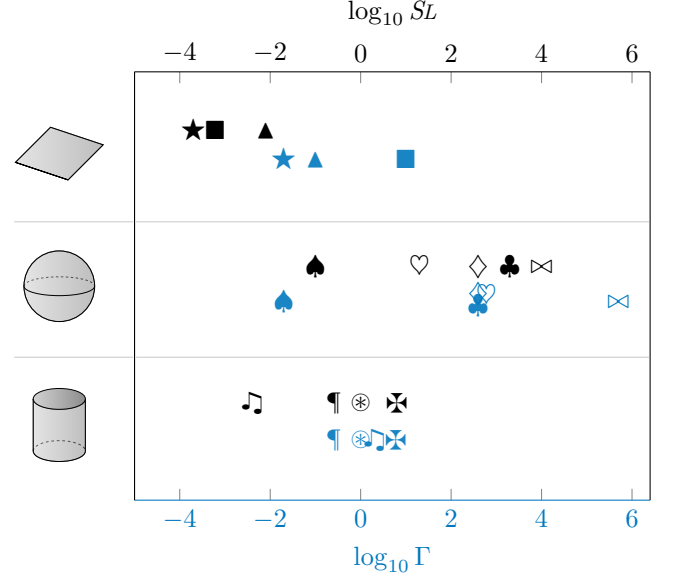 log₁₀ SL
−4 −2 0 2 4 6
★ ■ ▲
★ ▲ ■
♠ ♡ ♢ ♣ ⋈
♠ ♢ ♡ ♣ ⋈
♫ ¶ ⊛ ✠
¶ ⊛ ♫ ✠
−4 −2 0 2 4 6
log₁₀ Γ